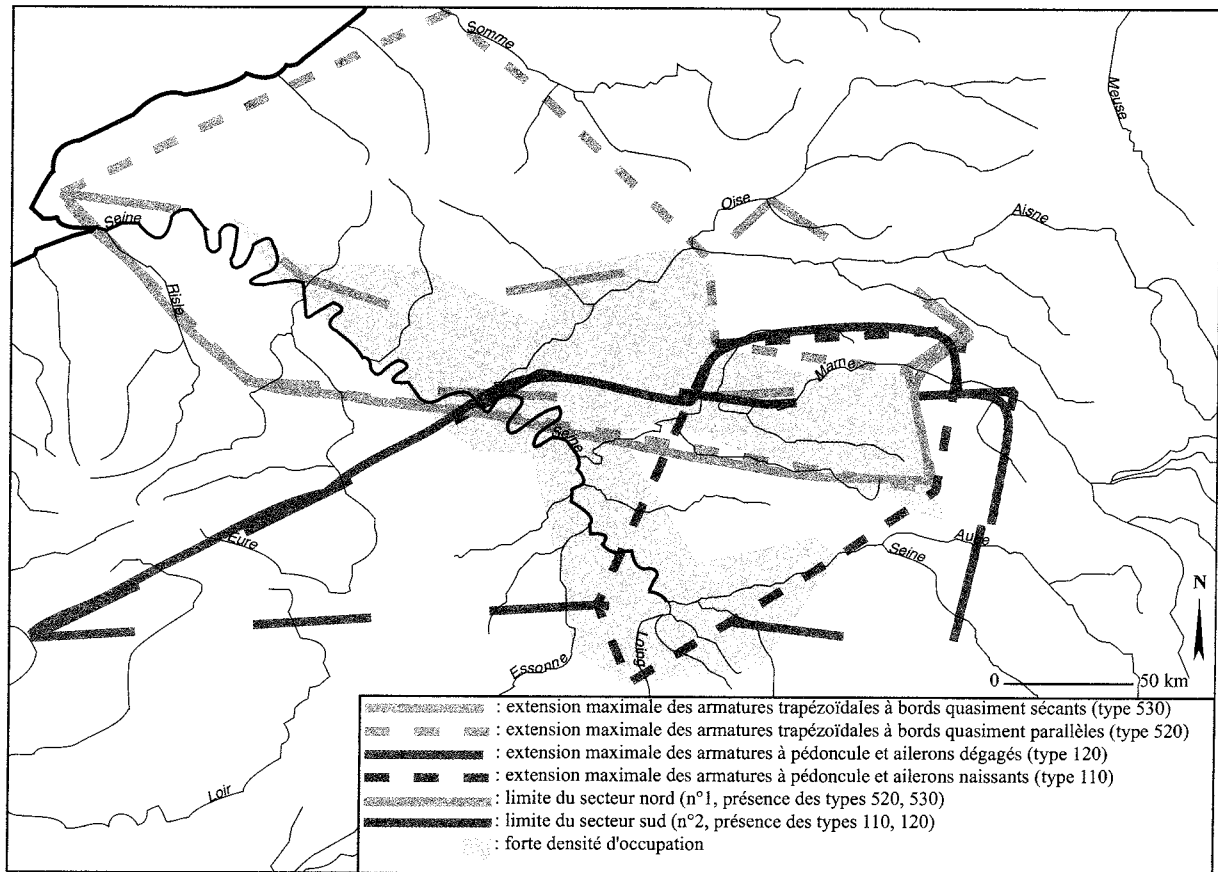 Somme
Meuse
Oise
Aisne
Seine
Risle
Marne
Seine
Eure
Aube
Seine
N
Loing
Essonne
0 50 km
Loir
: extension maximale des armatures trapézoïdales à bords quasiment sécants (type 530)
: extension maximale des armatures trapézoïdales à bords quasiment parallèles (type 520)
: extension maximale des armatures à pédoncule et ailerons dégagés (type 120)
: extension maximale des armatures à pédoncule et ailerons naissants (type 110)
: limite du secteur nord (n°1, présence des types 520, 530)
: limite du secteur sud (n°2, présence des types 110, 120)
: forte densité d'occupation